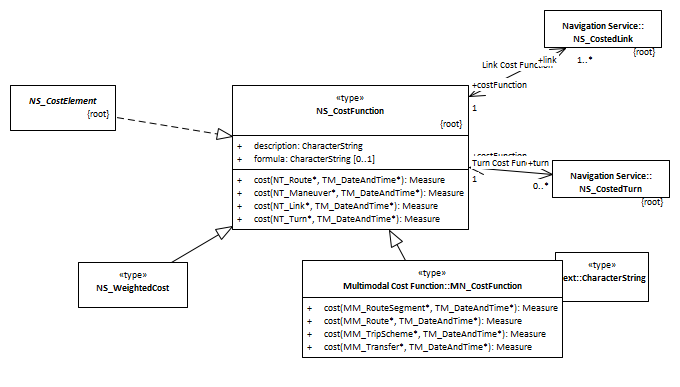 Navigation Service::
NS_CostedLink
{root}
Link Cost Function
+link
1..*
+costFunction
1
NS_CostElement
{root}
«type»
NS_CostFunction
{root}
+ description: CharacterString
+ formula: CharacterString [0..1]
+ cost(NT_Route*, TM_DateAndTime*): Measure
+ cost(NT_Maneuver*, TM_DateAndTime*): Measure
+ cost(NT_Link*, TM_DateAndTime*): Measure
+ cost(NT_Turn*, TM_DateAndTime*): Measure
+costFunction
Turn Cost Fun
+turn
1
0..*
Navigation Service::
NS_CostedTurn
{root}
«type»
NS_WeightedCost
«type»
Multimodal Cost Function::MN_CostFunction
+ cost(MM_RouteSegment*, TM_DateAndTime*): Measure
+ cost(MM_Route*, TM_DateAndTime*): Measure
+ cost(MM_TripScheme*, TM_DateAndTime*): Measure
+ cost(MM_Transfer*, TM_DateAndTime*): Measure
«type»
ext::CharacterString